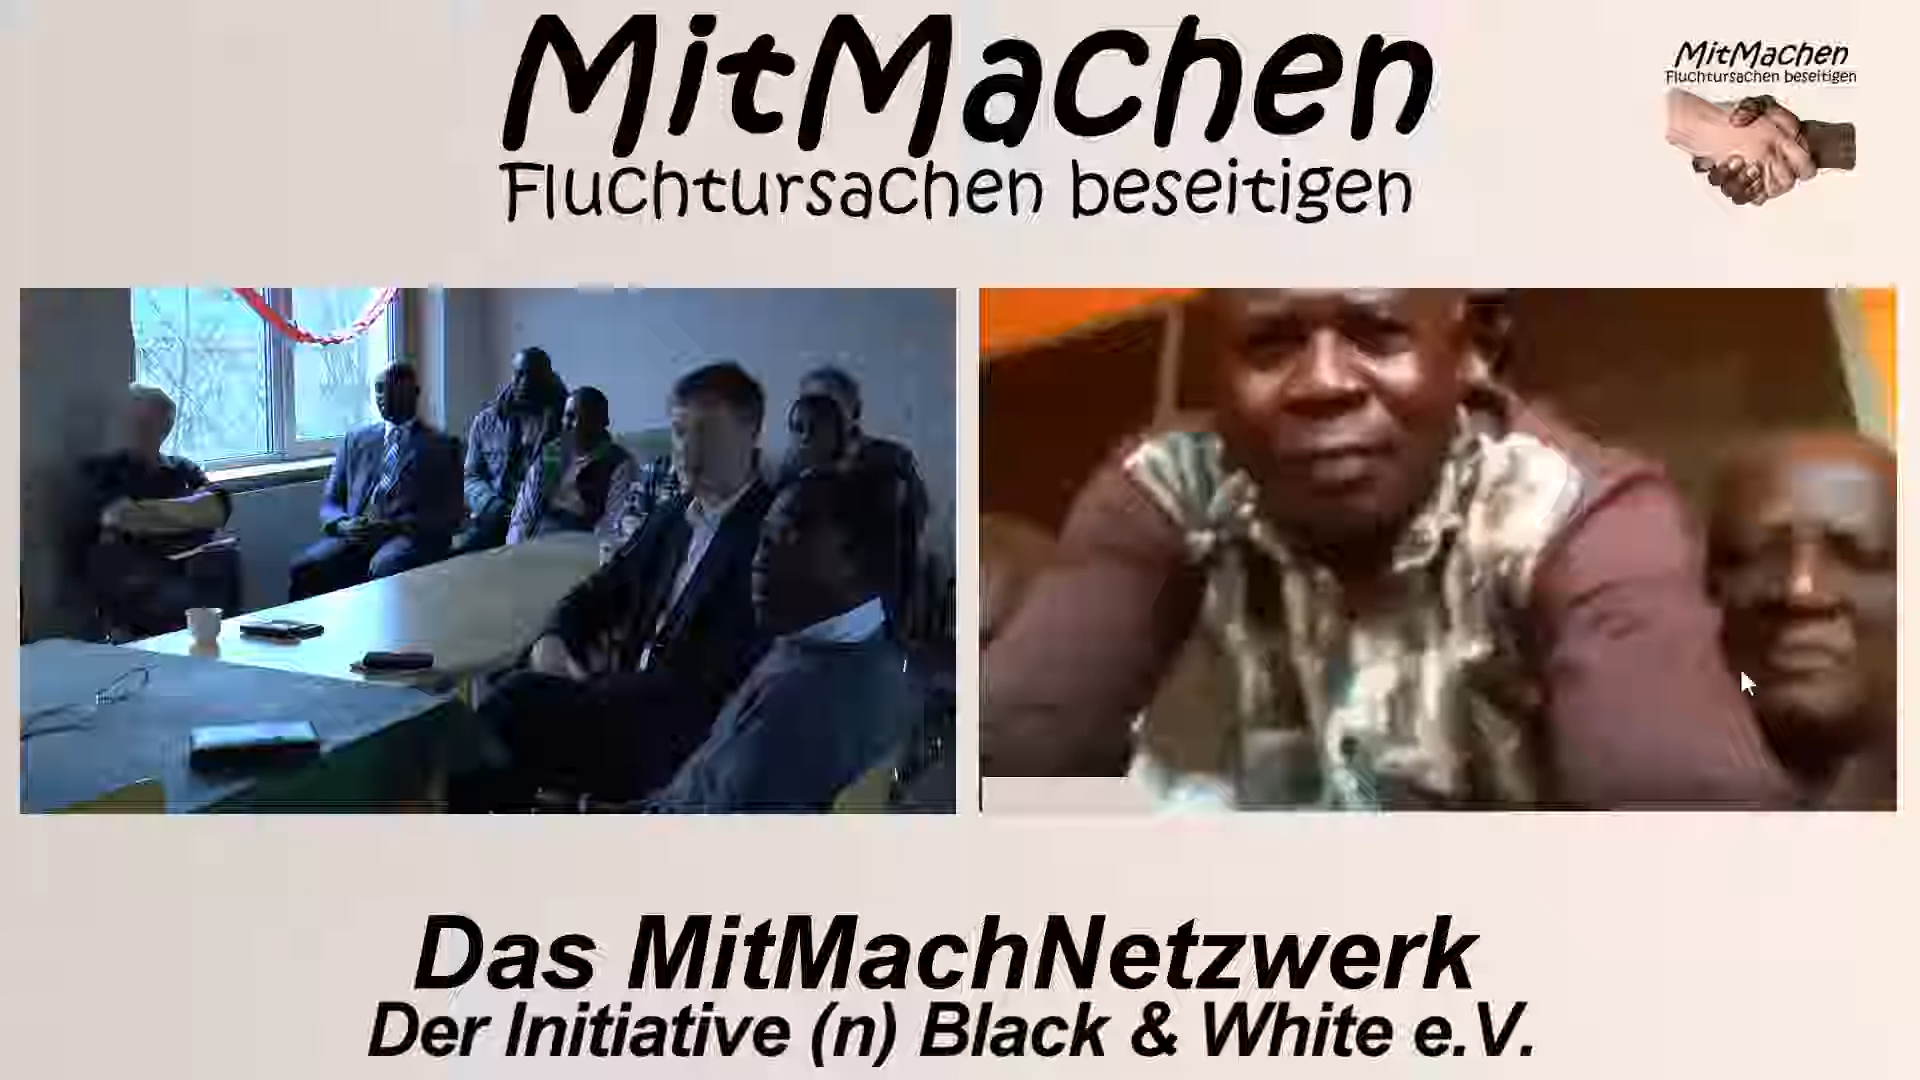 MitMachen
Fluchtursachen beseitigen
MitMachen
Fluchtursachen beseitigen
Das MitMachNetzwerk
Der Initiative (n) Black & White e.V.